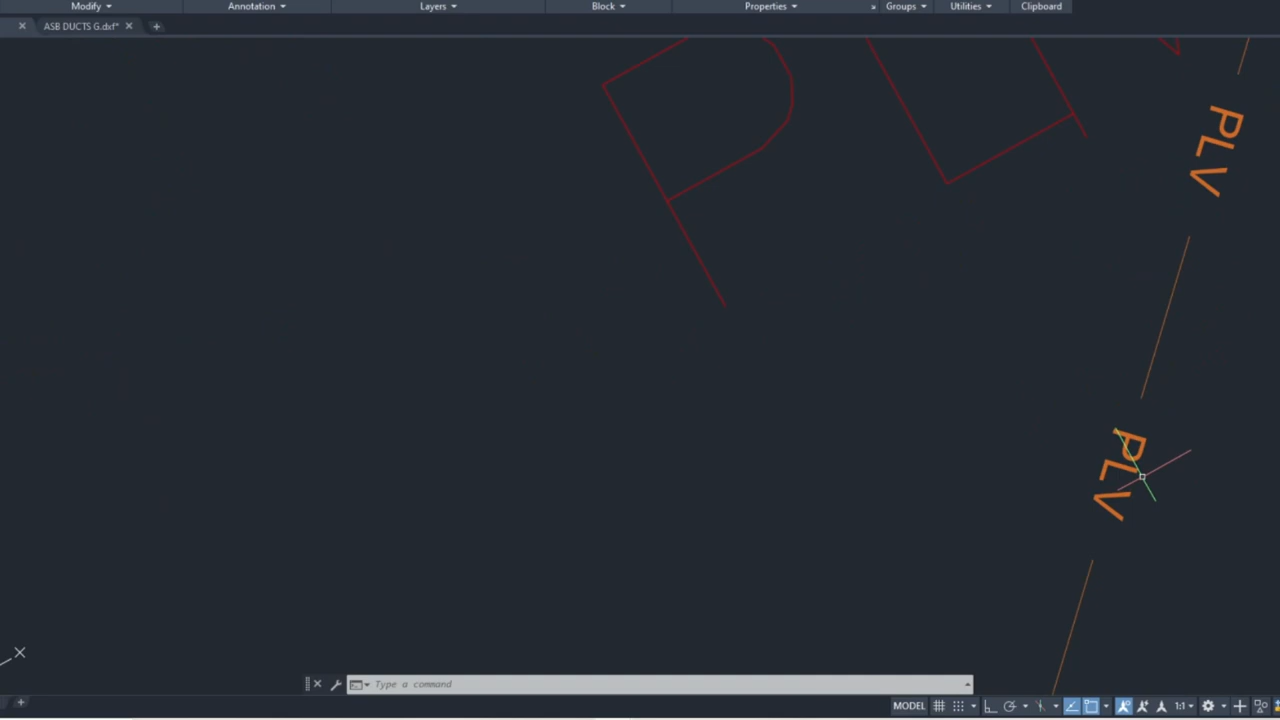 Modify Annotation Layers Block Properties Groups Utilities Clipboard
ASB DUCTS G.dxf*
P
PLV
PLV
Type a command
MODEL 1:1